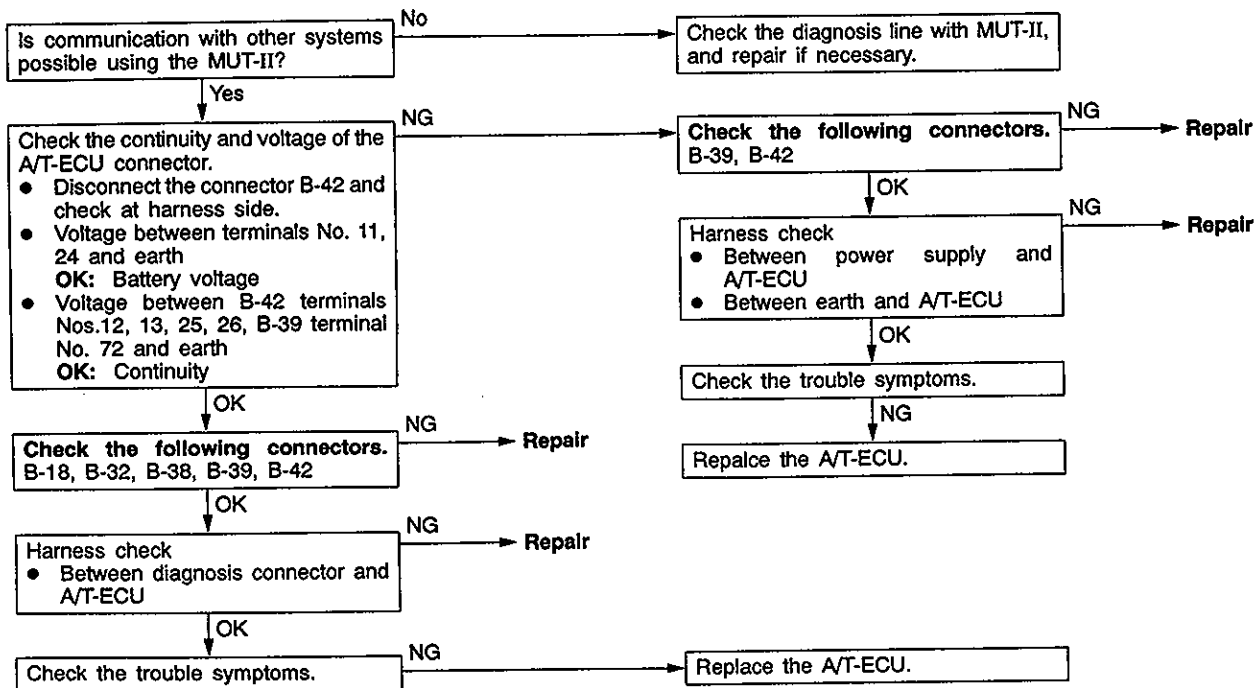 Is communication with other systems
possible using the MUT-II?
No
Check the diagnosis line with MUT-II,
and repair if necessary.
Yes
Check the continuity and voltage of the
A/T-ECU connector.
● Disconnect the connector B-42 and
check at harness side.
● Voltage between terminals No. 11,
24 and earth
OK: Battery voltage
● Voltage between B-42 terminals
Nos.12, 13, 25, 26, B-39 terminal
No. 72 and earth
OK: Continuity
NG
Check the following connectors.
B-39, B-42
NG
Repair
OK
Harness check
● Between power supply and
A/T-ECU
● Between earth and A/T-ECU
NG
Repair
OK
Check the trouble symptoms.
NG
Repalce the A/T-ECU.
OK
Check the following connectors.
B-18, B-32, B-38, B-39, B-42
NG
Repair
OK
Harness check
● Between diagnosis connector and
A/T-ECU
NG
Repair
OK
Check the trouble symptoms.
NG
Replace the A/T-ECU.